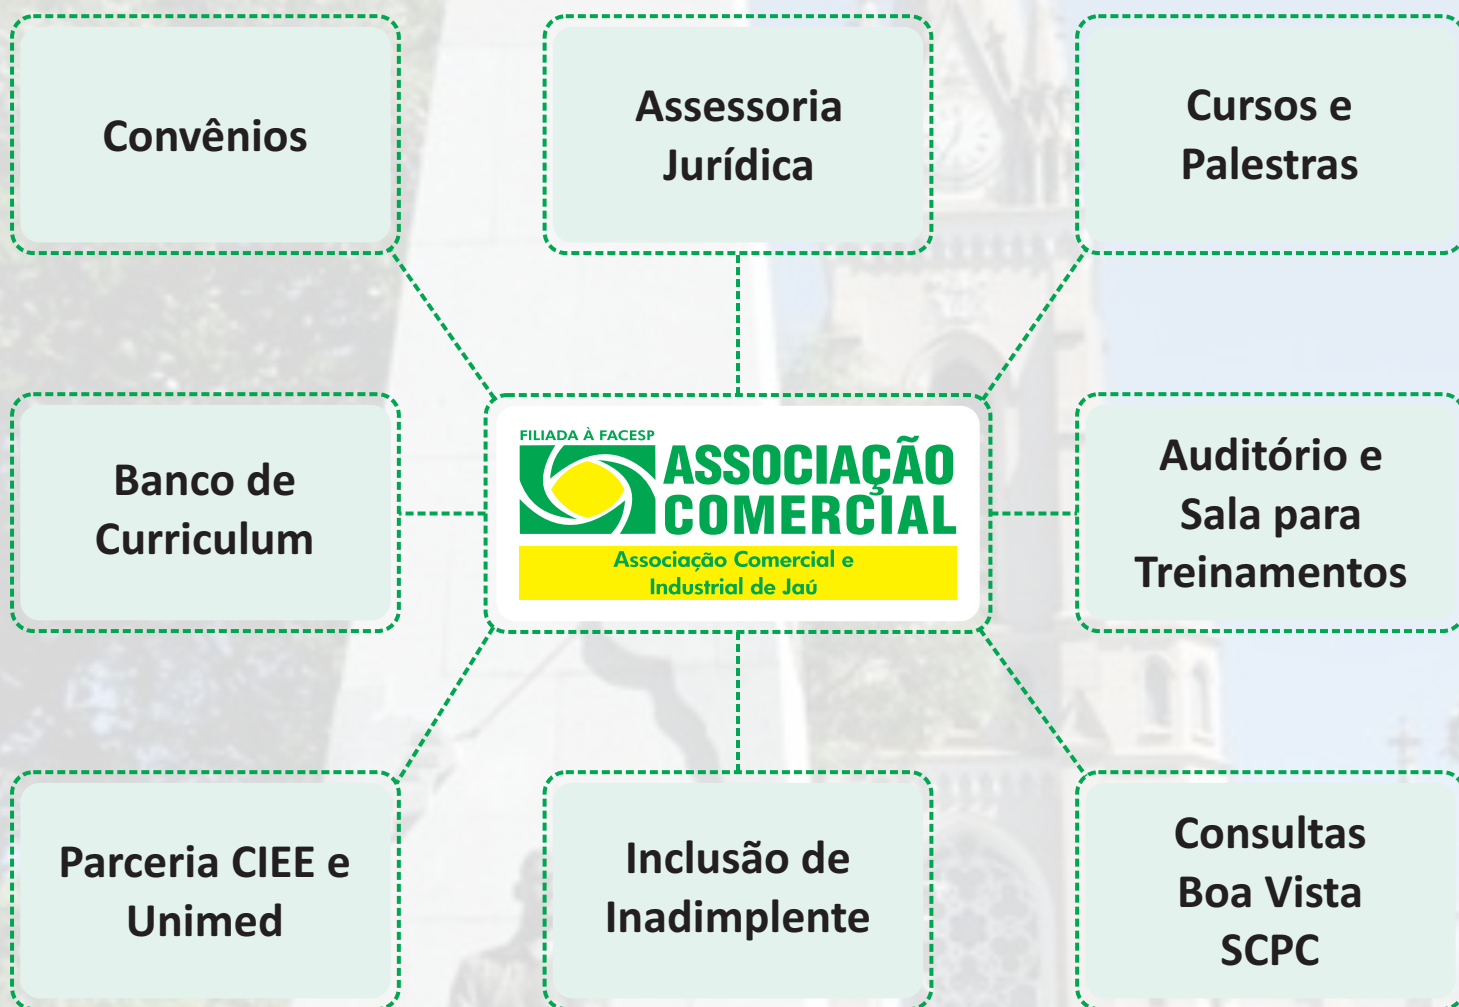 Convênios
Assessoria
Jurídica
Cursos e
Palestras
Banco de
Curriculum
FILIADA À FACESP
ASSOCIAÇÃO
COMERCIAL
Associação Comercial e
Industrial de Jaú
Auditório e
Sala para
Treinamentos
Parceria CIEE e
Unimed
Inclusão de
Inadimplente
Consultas
Boa Vista
SCPC